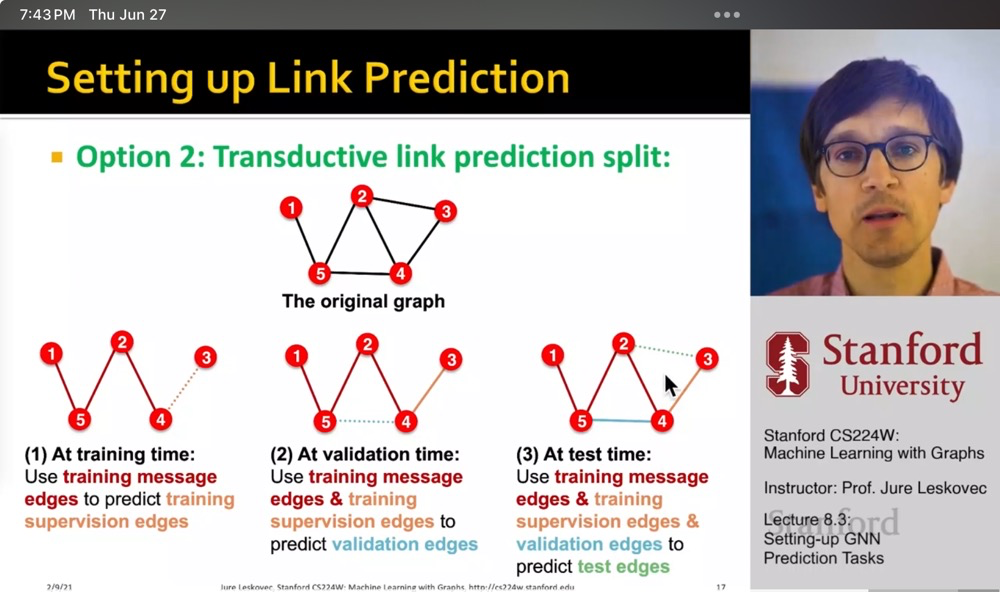 7:43 PM Thu Jun 27
Setting up Link Prediction
Option 2: Transductive link prediction split:
1
2
3
5
4
The original graph
1
2
3
5
4
(1) At training time:
Use training message
edges to predict training
supervision edges
1
2
3
5
4
(2) At validation time:
Use training message
edges & training
supervision edges to
predict validation edges
1
2
3
5
4
(3) At test time:
Use training message
edges & training
supervision edges &
validation edges to
predict test edges
2/9/21
Jure Leskovec, Stanford CS224W: Machine Learning with Graphs, http://cs224w.stanford.edu
17
Stanford
University
Stanford CS224W:
Machine Learning with Graphs
Instructor: Prof. Jure Leskovec
Lecture 8.3:
Stanford
Setting-up GNN
Prediction Tasks